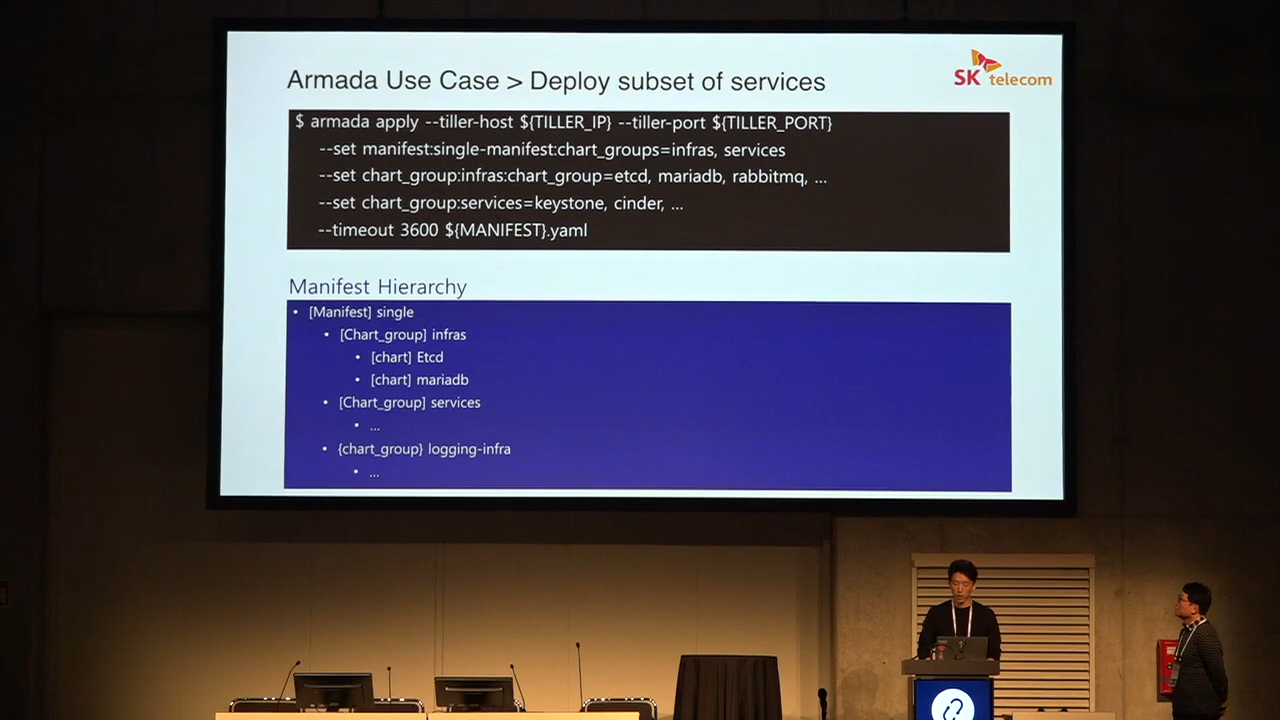 Armada Use Case > Deploy subset of services
SK telecom
$ armada apply --tiller-host ${TILLER_IP} --tiller-port ${TILLER_PORT}
--set manifest:single-manifest:chart_groups=infras, services
--set chart_group:infras:chart_group=etcd, mariadb, rabbitmq, ...
--set chart_group:services=keystone, cinder, ...
--timeout 3600 ${MANIFEST}.yaml
Manifest Hierarchy
• [Manifest] single
• [Chart_group] infras
• [chart] Etcd
• [chart] mariadb
• [Chart_group] services
• ...
• {chart_group} logging-infra
• ...